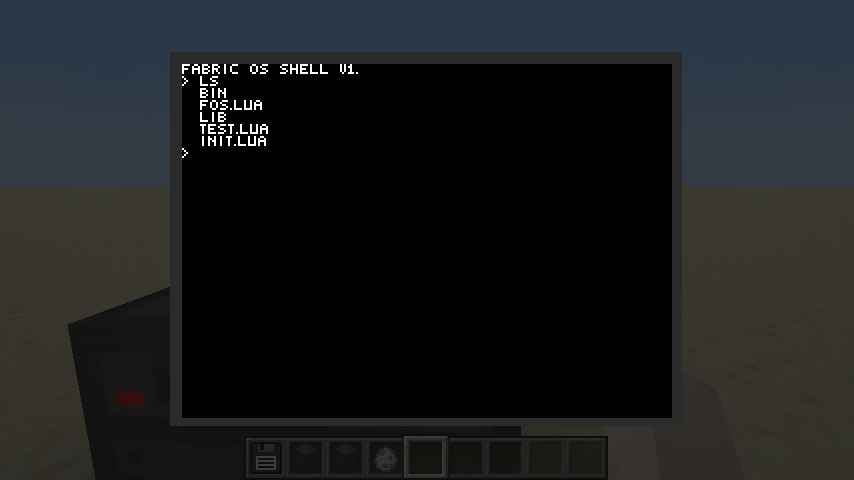 FABRIC OS SHELL V1.
> LS
BIN
FOS.LUA
LIB
TEST.LUA
INIT.LUA
>